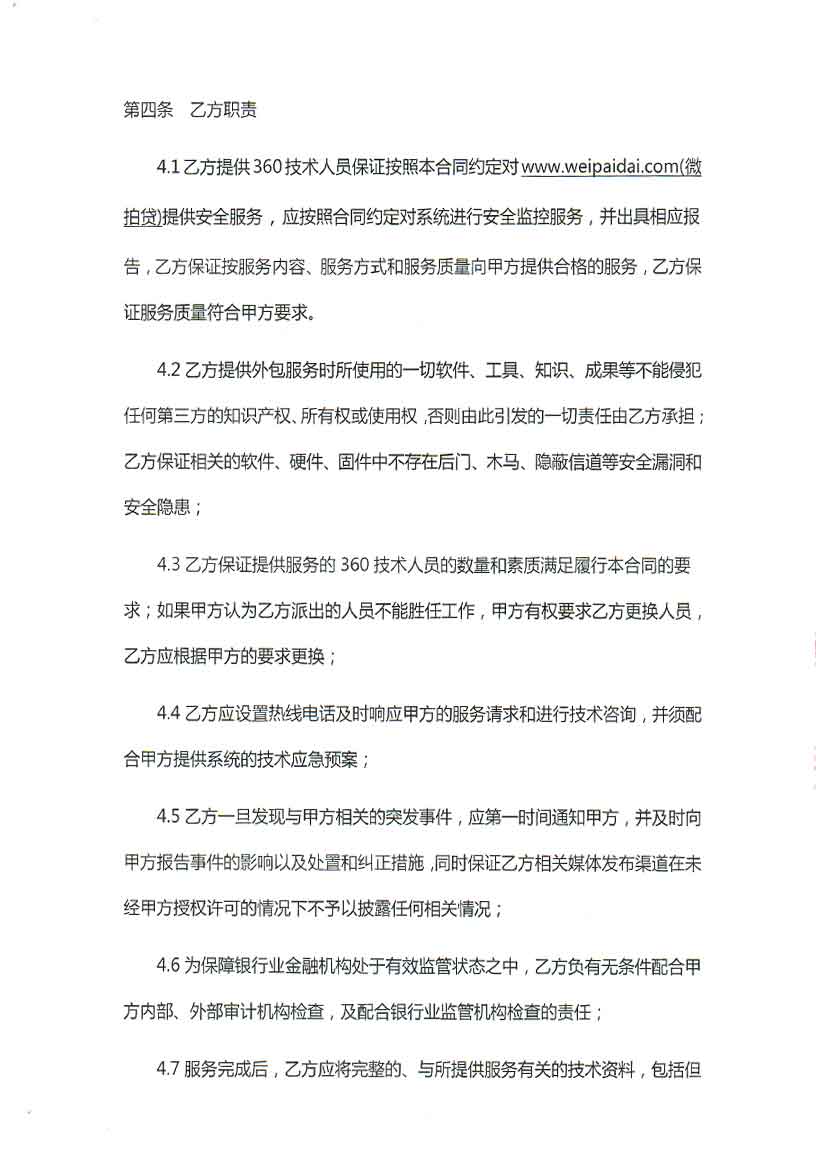 第四条 乙方职责
4.1乙方提供360技术人员保证按照本合同约定对www.weipaidai.com(微
拍贷)提供安全服务，应按照合同约定对系统进行安全监控服务，并出具相应报
告，乙方保证按服务内容、服务方式和服务质量向甲方提供合格的服务，乙方保
证服务质量符合甲方要求。
4.2乙方提供外包服务时所使用的一切软件、工具、知识、成果等不能侵犯
任何第三方的知识产权、所有权或使用权，否则由此引发的一切责任由乙方承担；
乙方保证相关的软件、硬件、固件中不存在后门、木马、隐蔽信道等安全漏洞和
安全隐患；
4.3乙方保证提供服务的360技术人员的数量和素质满足履行本合同的要
求；如果甲方认为乙方派出的人员不能胜任工作，甲方有权要求乙方更换人员，
乙方应根据甲方的要求更换；
4.4乙方应设置热线电话及时响应甲方的服务请求和进行技术咨询，并须配
合甲方提供系统的技术应急预案；
4.5乙方一旦发现与甲方相关的突发事件，应第一时间通知甲方，并及时向
甲方报告事件的影响以及处置和纠正措施，同时保证乙方相关媒体发布渠道在未
经甲方授权许可的情况下不予以披露任何相关情况；
4.6为保障银行业金融机构处于有效监管状态之中，乙方负有无条件配合甲
方内部、外部审计机构检查，及配合银行业监管机构检查的责任；
4.7服务完成后，乙方应将完整的、与所提供服务有关的技术资料，包括但